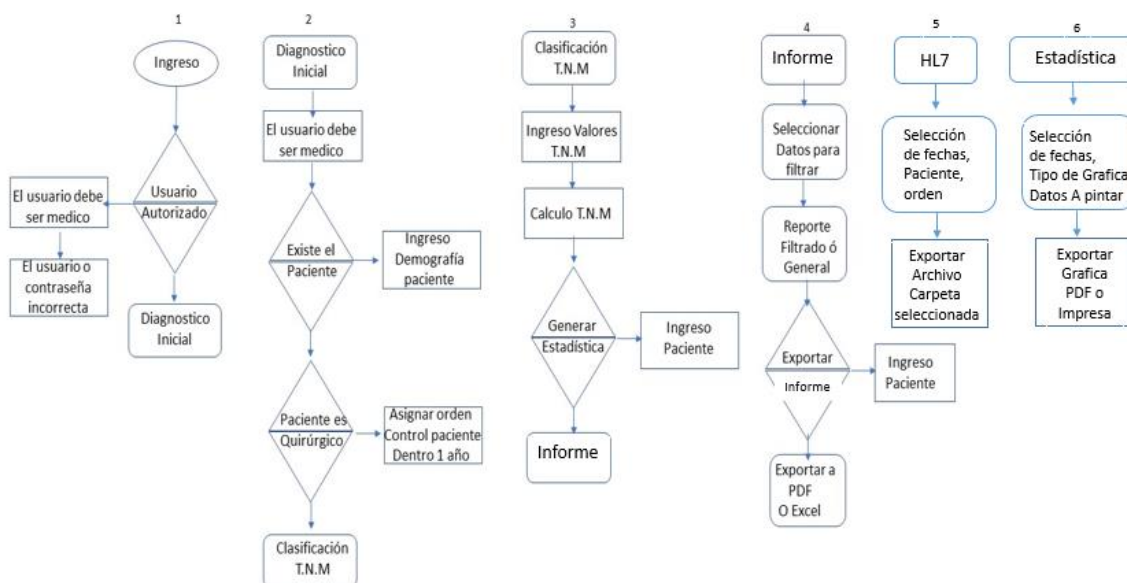 1
Ingreso
Usuario
Autorizado
El usuario debe
ser medico
El usuario o
contraseña
incorrecta
Diagnostico
Inicial
2
Diagnostico
Inicial
El usuario debe
ser medico
Existe el
Paciente
Ingreso
Demografía
paciente
Paciente es
Quirúrgico
Asignar orden
Control paciente
Dentro 1 año
Clasificación
T.N.M
3
Clasificación
T.N.M
Ingreso Valores
T.N.M
Calculo T.N.M
Generar
Estadística
Ingreso
Paciente
Informe
4
Informe
Seleccionar
Datos para
filtrar
Reporte
Filtrado ó
General
Exportar
Informe
Ingreso
Paciente
Exportar a
PDF
O Excel
5
HL7
Selección
de fechas,
Paciente,
orden
Exportar
Archivo
Carpeta
seleccionada
6
Estadística
Selección
de fechas,
Tipo de Grafica
Datos A pintar
Exportar
Grafica
PDF o
Impresa